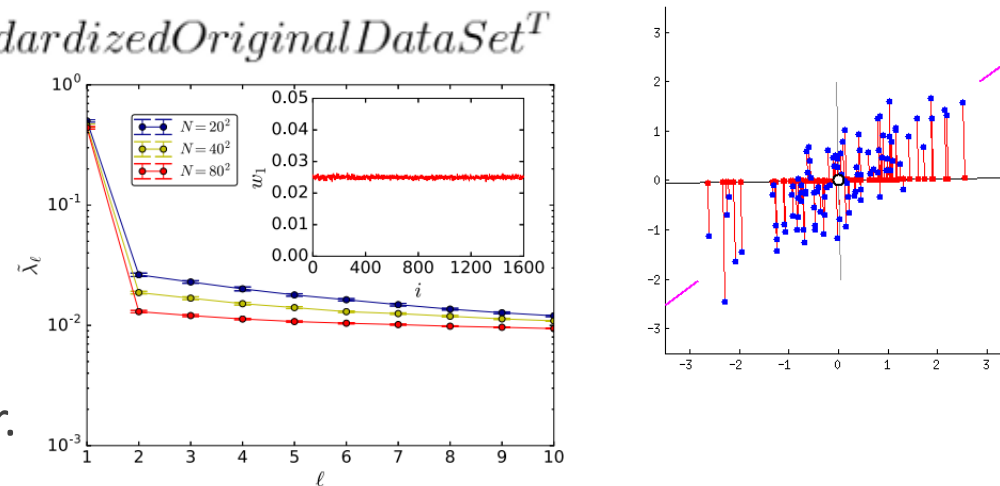 dardizedOriginalDataSet^T
10^0
10^-1
10^-2
10^-3
λ̃_ℓ
1 2 3 4 5 6 7 8 9 10
ℓ
N = 20^2
N = 40^2
N = 80^2
0.05
0.04
0.03
0.02
0.01
0.00
w_1
0 400 800 1200 1600
i
r.
3
2
1
0
−1
−2
−3
−3 −2 −1 0 1 2 3